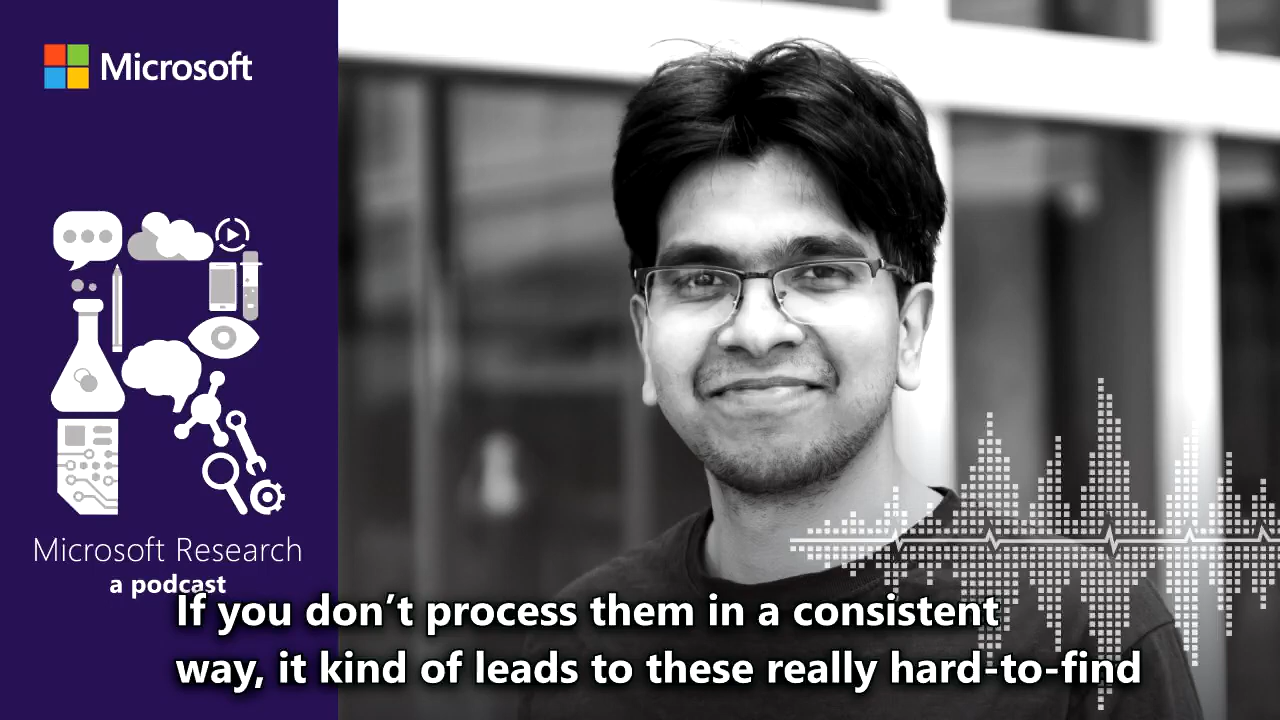 Microsoft
Microsoft Research
a podcast
If you don’t process them in a consistent
way, it kind of leads to these really hard-to-find